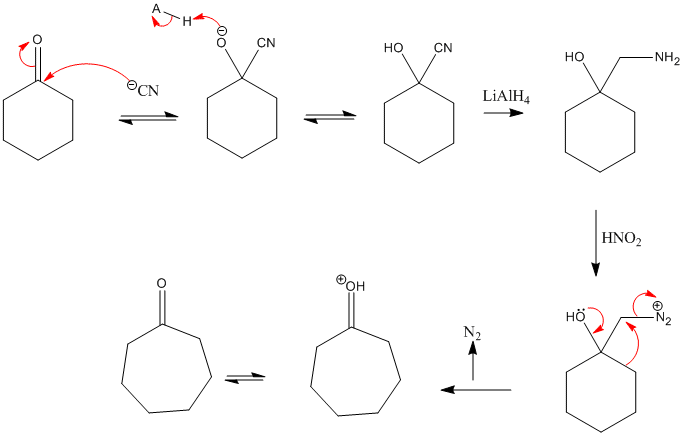 O
A
H
⊖
O
CN
⊖CN
HO
CN
LiAlH4
HO
NH2
HNO2
O
⊕
OH
N2
HÖ
⊕
N2